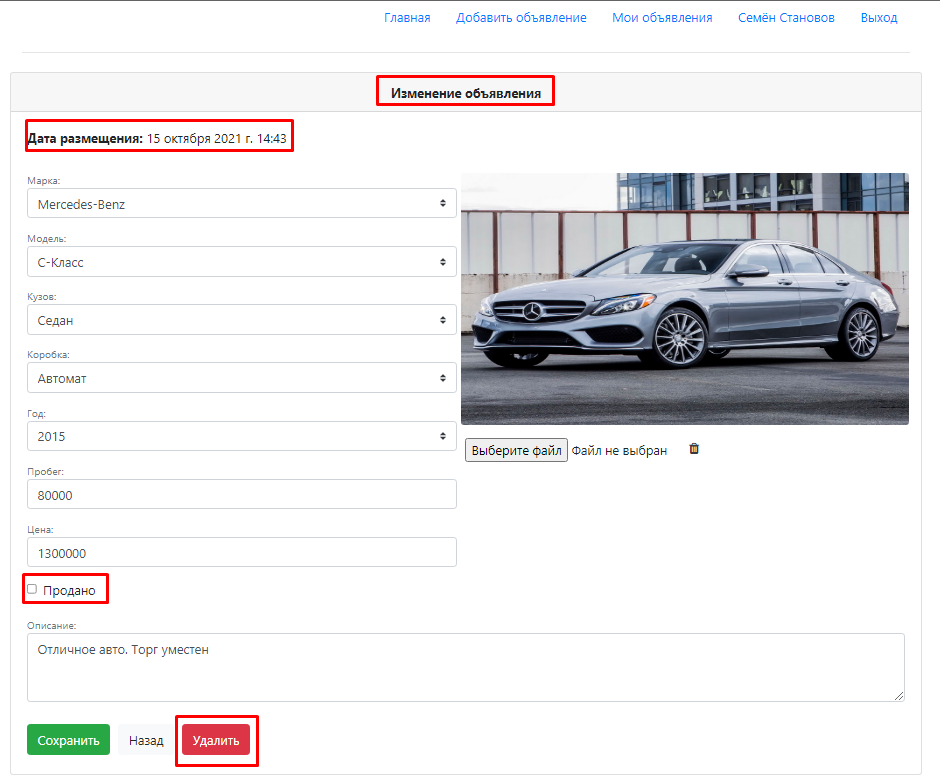 Главная Добавить объявление Мои объявления Семён Становов Выход
Изменение объявления
Дата размещения: 15 октября 2021 г. 14:43
Марка:
Mercedes-Benz
Модель:
С-Класс
Кузов:
Седан
Коробка:
Автомат
Год:
2015
Выберите файл Файл не выбран
Пробег:
80000
Цена:
1300000
Продано
Описание:
Отличное авто. Торг уместен
Сохранить Назад Удалить